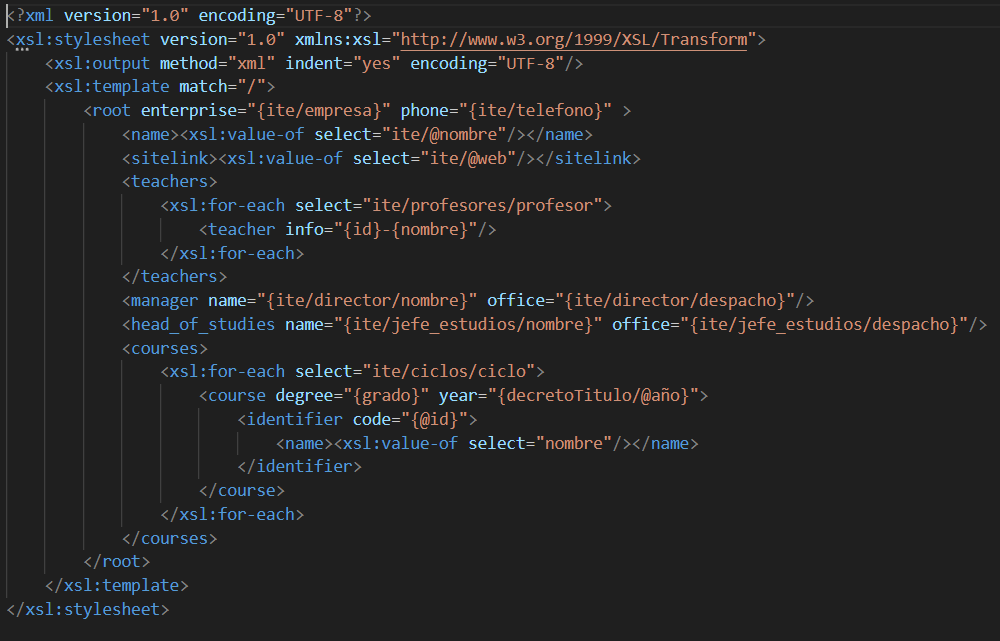 <?xml version="1.0" encoding="UTF-8"?>
<xsl:stylesheet version="1.0" xmlns:xsl="http://www.w3.org/1999/XSL/Transform">
    <xsl:output method="xml" indent="yes" encoding="UTF-8"/>
    <xsl:template match="/">
        <root enterprise="{ite/empresa}" phone="{ite/telefono}" >
            <name><xsl:value-of select="ite/@nombre"/></name>
            <sitelink><xsl:value-of select="ite/@web"/></sitelink>
            <teachers>
                <xsl:for-each select="ite/profesores/profesor">
                    <teacher info="{id}-{nombre}"/>
                </xsl:for-each>
            </teachers>
            <manager name="{ite/director/nombre}" office="{ite/director/despacho}"/>
            <head_of_studies name="{ite/jefe_estudios/nombre}" office="{ite/jefe_estudios/despacho}"/>
            <courses>
                <xsl:for-each select="ite/ciclos/ciclo">
                    <course degree="{grado}" year="{decretoTitulo/@año}">
                        <identifier code="{@id}">
                            <name><xsl:value-of select="nombre"/></name>
                        </identifier>
                    </course>
                </xsl:for-each>
            </courses>
        </root>
    </xsl:template>
</xsl:stylesheet>